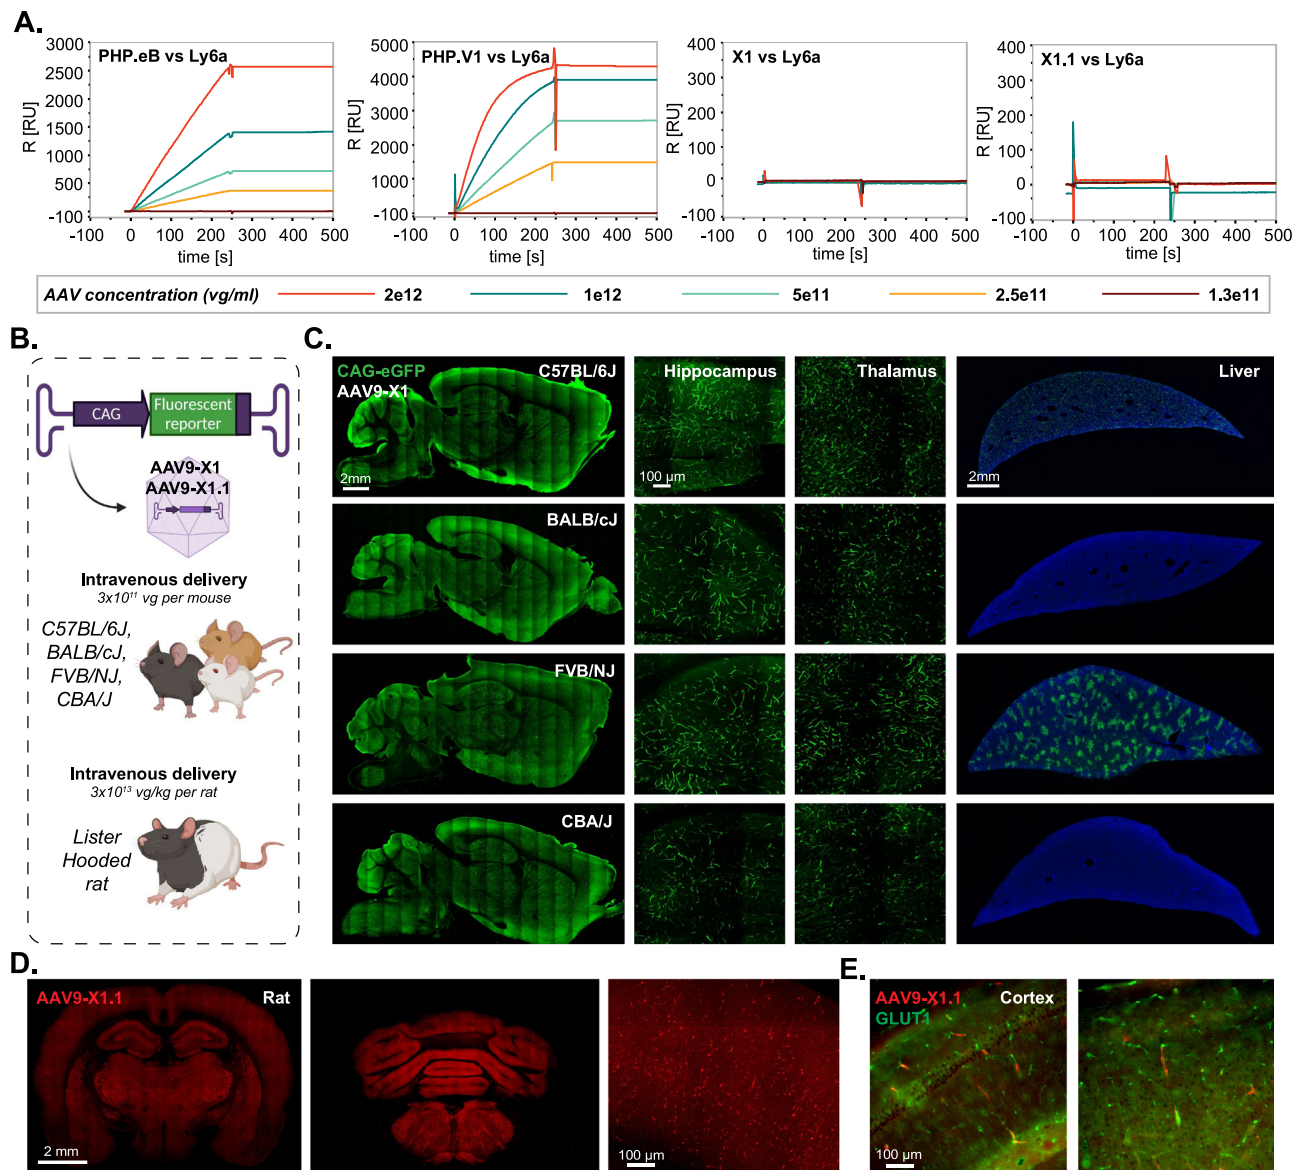 A.
PHP.eB vs Ly6a
R [RU]
3000
2500
2000
1500
1000
500
-100
-100 0 100 200 300 400 500
time [s]
PHP.V1 vs Ly6a
R [RU]
5000
4000
3000
2000
1000
-100
-100 0 100 200 300 400 500
time [s]
X1 vs Ly6a
R [RU]
400
300
200
100
0
-100
-100 0 100 200 300 400 500
time [s]
X1.1 vs Ly6a
R [RU]
400
300
200
100
0
-100
-100 0 100 200 300 400 500
time [s]
AAV concentration (vg/ml) 2e12 1e12 5e11 2.5e11 1.3e11
B.
CAG
Fluorescent
reporter
AAV9-X1
AAV9-X1.1
Intravenous delivery
3x10¹¹ vg per mouse
C57BL/6J,
BALB/cJ,
FVB/NJ,
CBA/J
Intravenous delivery
3x10¹³ vg/kg per rat
Lister
Hooded
rat
C.
CAG-eGFP
AAV9-X1
C57BL/6J
2mm
Hippocampus
100 µm
Thalamus
Liver
2mm
BALB/cJ
FVB/NJ
CBA/J
D.
AAV9-X1.1
Rat
2 mm
100 µm
E.
AAV9-X1.1
GLUT1
Cortex
100 µm